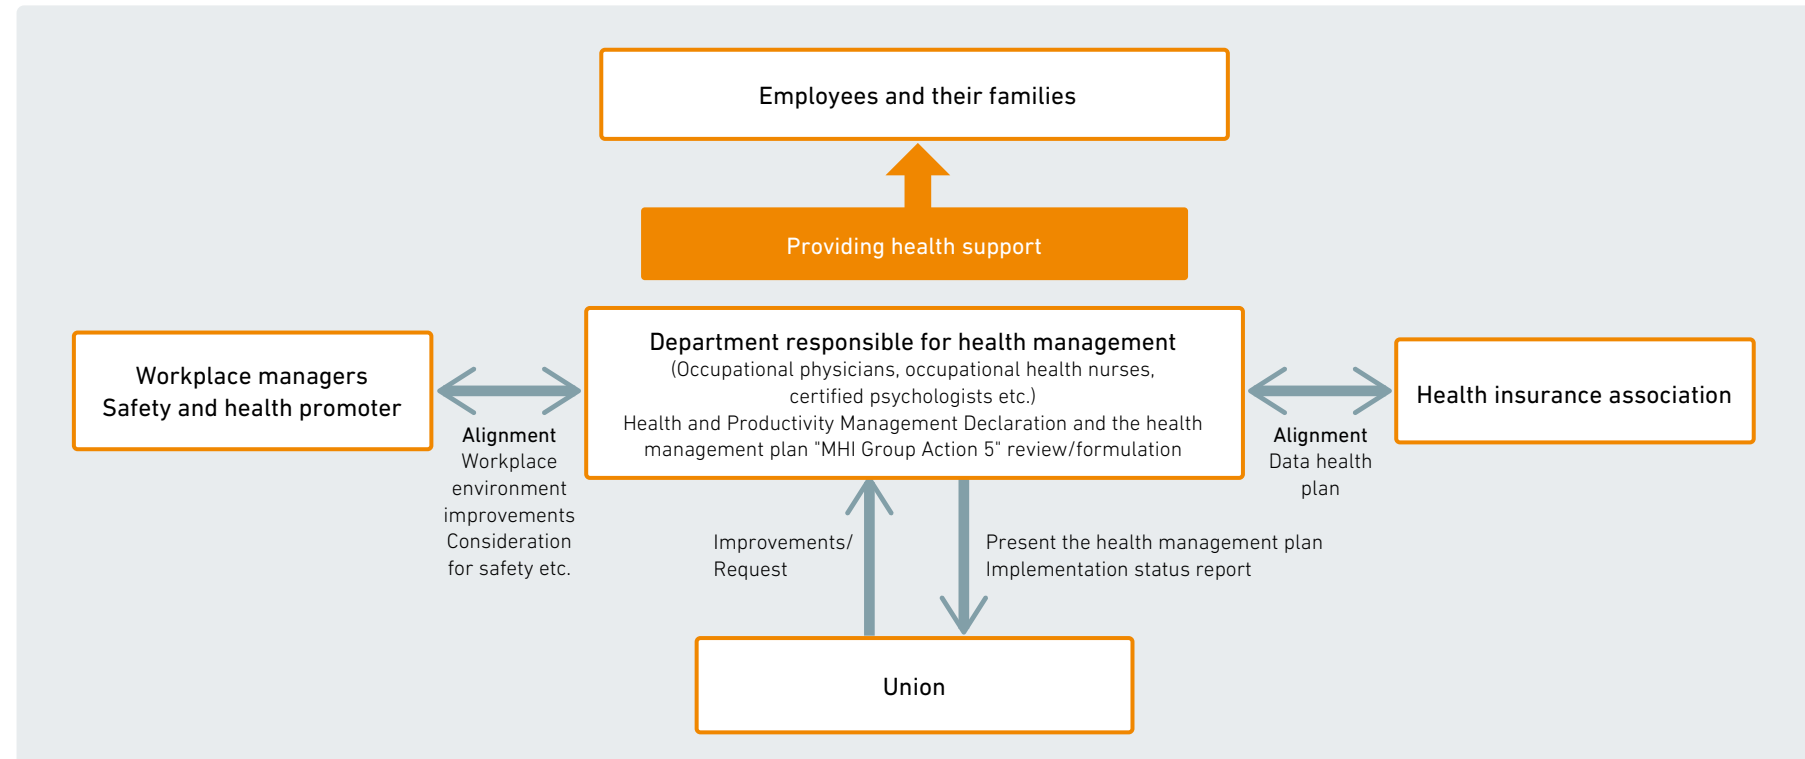 Employees and their families
Providing health support
Workplace managers
Safety and health promoter
Alignment
Workplace
environment
improvements
Consideration
for safety etc.
Department responsible for health management
(Occupational physicians, occupational health nurses,
certified psychologists etc.)
Health and Productivity Management Declaration and the health
management plan "MHI Group Action 5" review/formulation
Alignment
Data health
plan
Health insurance association
Improvements/
Request
Present the health management plan
Implementation status report
Union